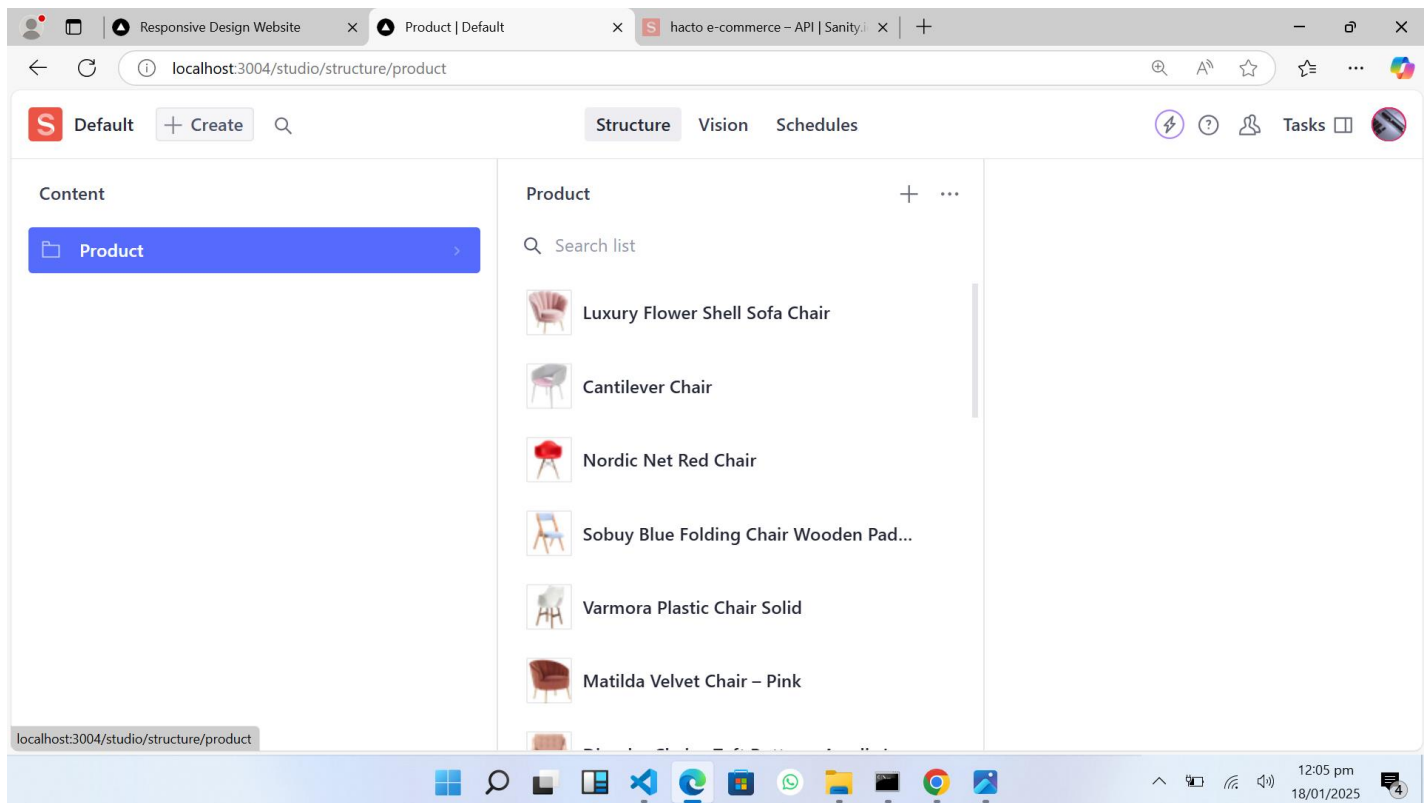 Responsive Design Website
Product | Default
S hacto e-commerce – API | Sanity.i
localhost:3004/studio/structure/product
S Default + Create
Structure Vision Schedules
Tasks
Content
Product
Product
Search list
Luxury Flower Shell Sofa Chair
Cantilever Chair
Nordic Net Red Chair
Sobuy Blue Folding Chair Wooden Pad...
Varmora Plastic Chair Solid
Matilda Velvet Chair – Pink
localhost:3004/studio/structure/product
12:05 pm
18/01/2025
4